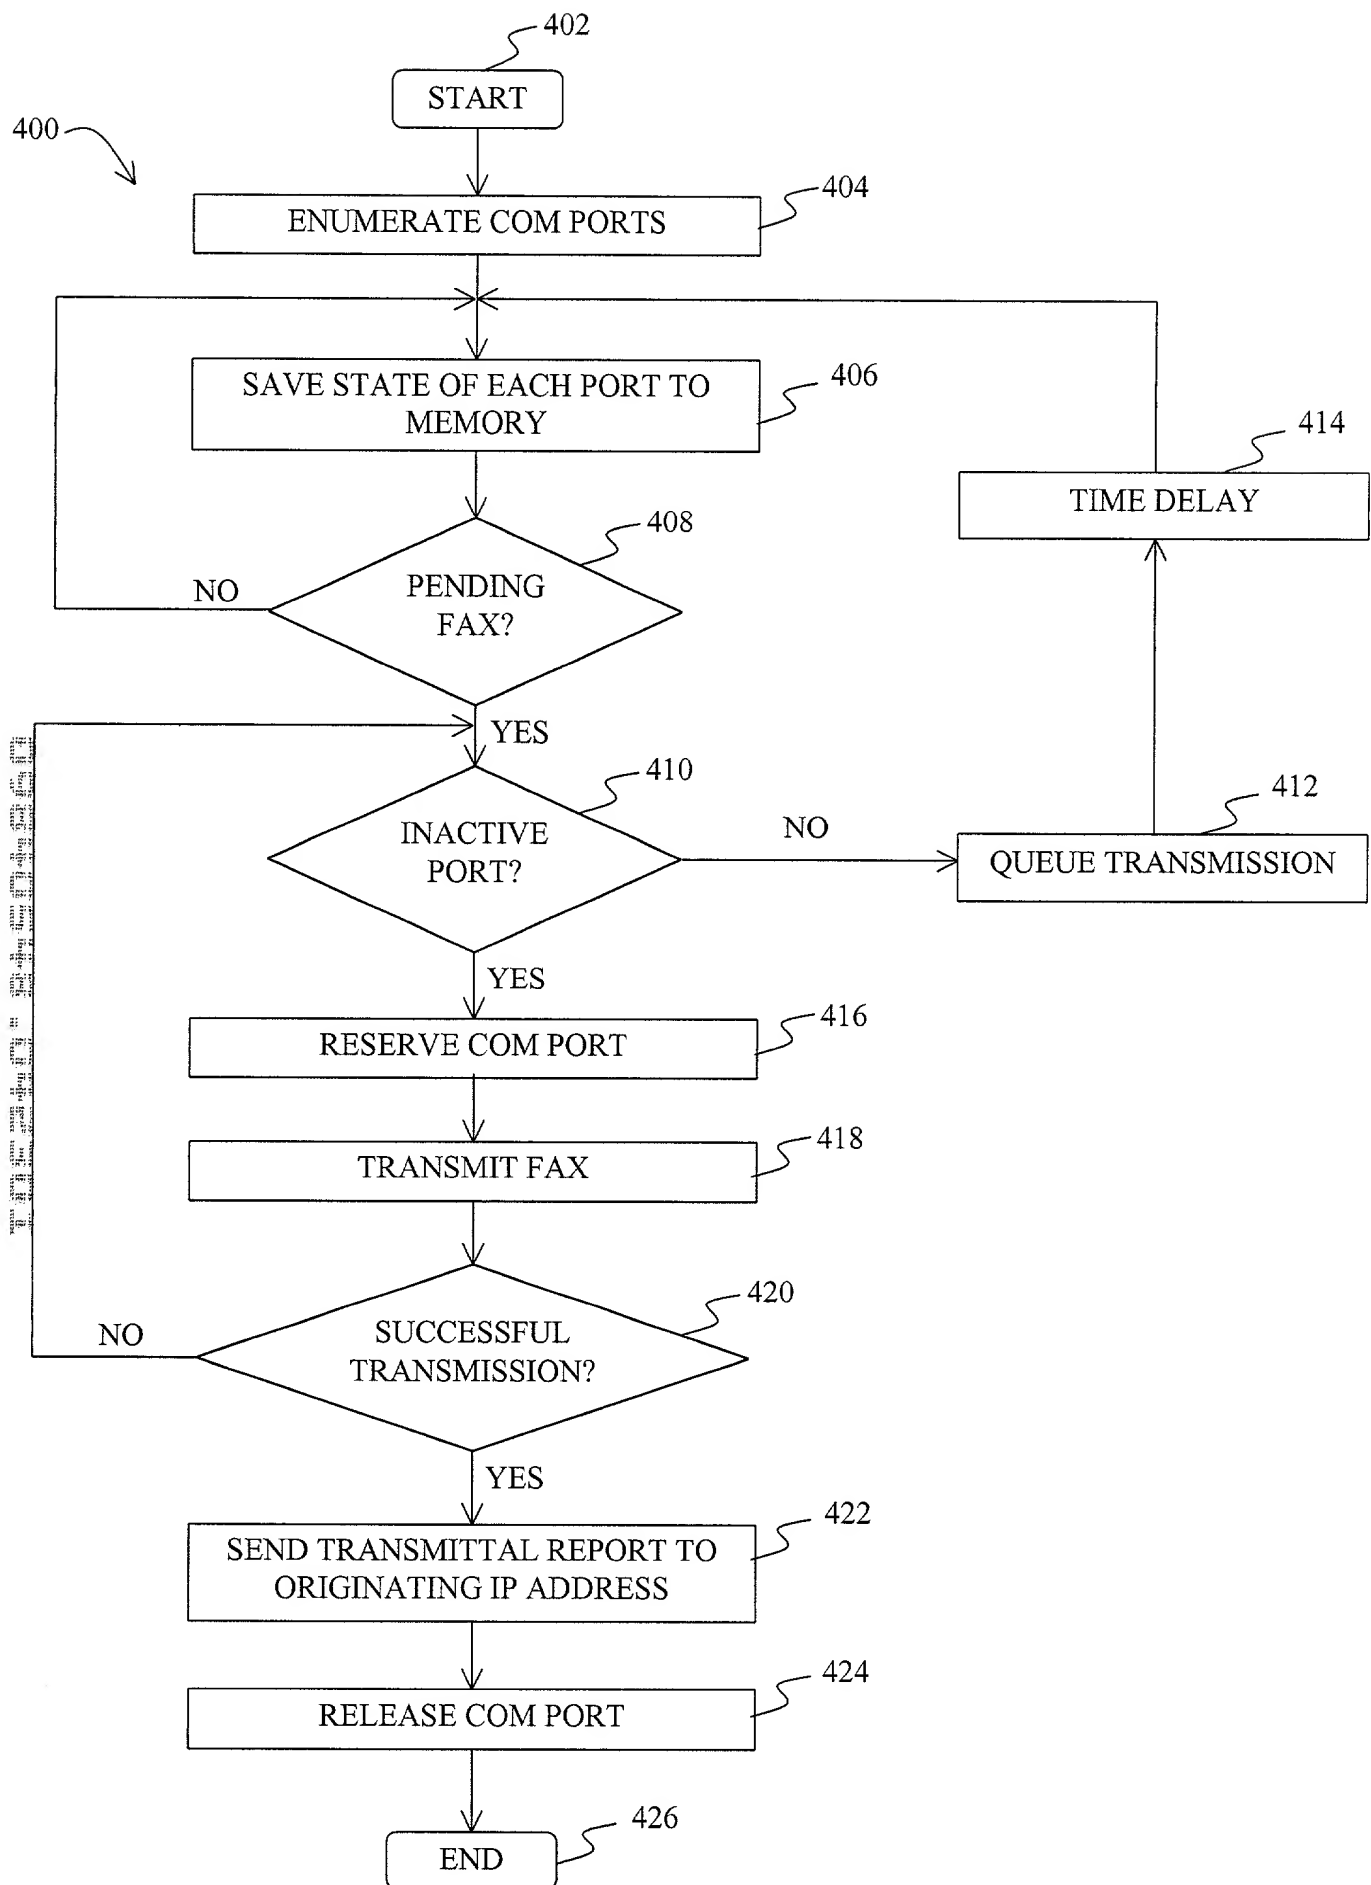 402
START
400
404
ENUMERATE COM PORTS
406
SAVE STATE OF EACH PORT TO
MEMORY
414
TIME DELAY
408
PENDING
FAX?
NO
YES
410
INACTIVE
PORT?
NO
412
QUEUE TRANSMISSION
YES
416
RESERVE COM PORT
418
TRANSMIT FAX
420
SUCCESSFUL
TRANSMISSION?
NO
YES
422
SEND TRANSMITTAL REPORT TO
ORIGINATING IP ADDRESS
424
RELEASE COM PORT
426
END